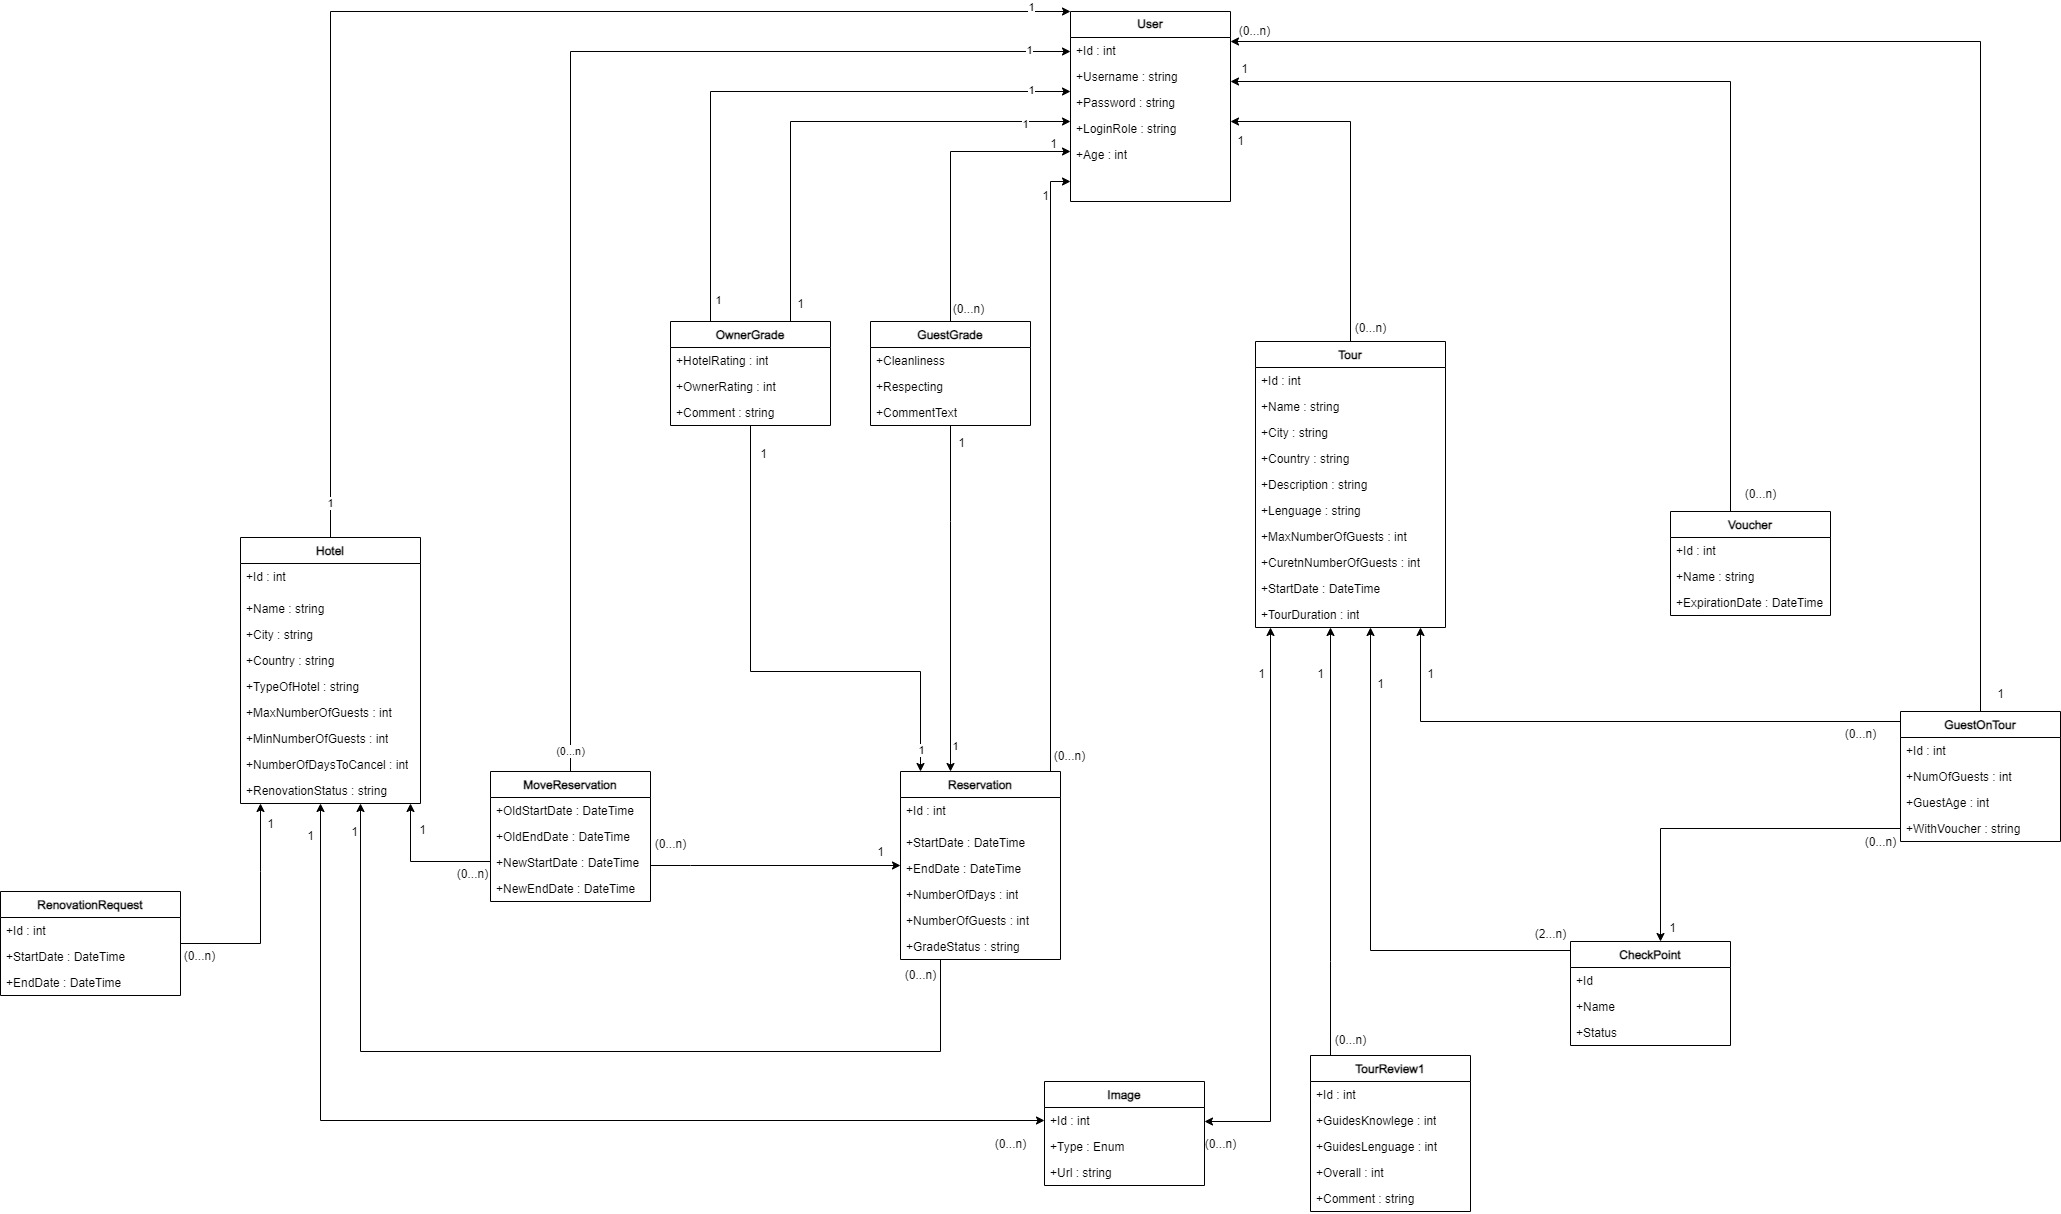 User
+Id : int
+Username : string
+Password : string
+LoginRole : string
+Age : int
1
1
1
1
1
1
(0...n)
1
1
OwnerGrade
+HotelRating : int
+OwnerRating : int
+Comment : string
1
1
1
GuestGrade
+Cleanliness
+Respecting
+CommentText
(0...n)
1
Tour
+Id : int
+Name : string
+City : string
+Country : string
+Description : string
+Lenguage : string
+MaxNumberOfGuests : int
+CuretnNumberOfGuests : int
+StartDate : DateTime
+TourDuration : int
(0...n)
1
1
1
1
Voucher
+Id : int
+Name : string
+ExpirationDate : DateTime
(0...n)
Hotel
+Id : int
+Name : string
+City : string
+Country : string
+TypeOfHotel : string
+MaxNumberOfGuests : int
+MinNumberOfGuests : int
+NumberOfDaysToCancel : int
+RenovationStatus : string
1
1
1
1
1
MoveReservation
+OldStartDate : DateTime
+OldEndDate : DateTime
+NewStartDate : DateTime
+NewEndDate : DateTime
(0...n)
(0...n)
(0...n)
Reservation
+Id : int
+StartDate : DateTime
+EndDate : DateTime
+NumberOfDays : int
+NumberOfGuests : int
+GradeStatus : string
1
1
(0...n)
1
(0...n)
GuestOnTour
+Id : int
+NumOfGuests : int
+GuestAge : int
+WithVoucher : string
1
(0...n)
(0...n)
RenovationRequest
+Id : int
+StartDate : DateTime
+EndDate : DateTime
(0...n)
CheckPoint
+Id
+Name
+Status
(2...n)
1
Image
+Id : int
+Type : Enum
+Url : string
(0...n)
(0...n)
TourReview1
+Id : int
+GuidesKnowlege : int
+GuidesLenguage : int
+Overall : int
+Comment : string
(0...n)